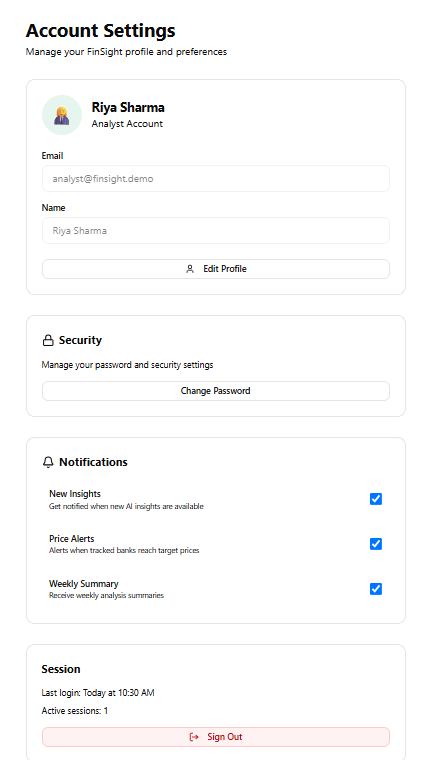 Account Settings
Manage your FinSight profile and preferences
Riya Sharma
Analyst Account
Email
analyst@finsight.demo
Name
Riya Sharma
Edit Profile
Security
Manage your password and security settings
Change Password
Notifications
New Insights
Get notified when new AI insights are available
Price Alerts
Alerts when tracked banks reach target prices
Weekly Summary
Receive weekly analysis summaries
Session
Last login: Today at 10:30 AM
Active sessions: 1
Sign Out